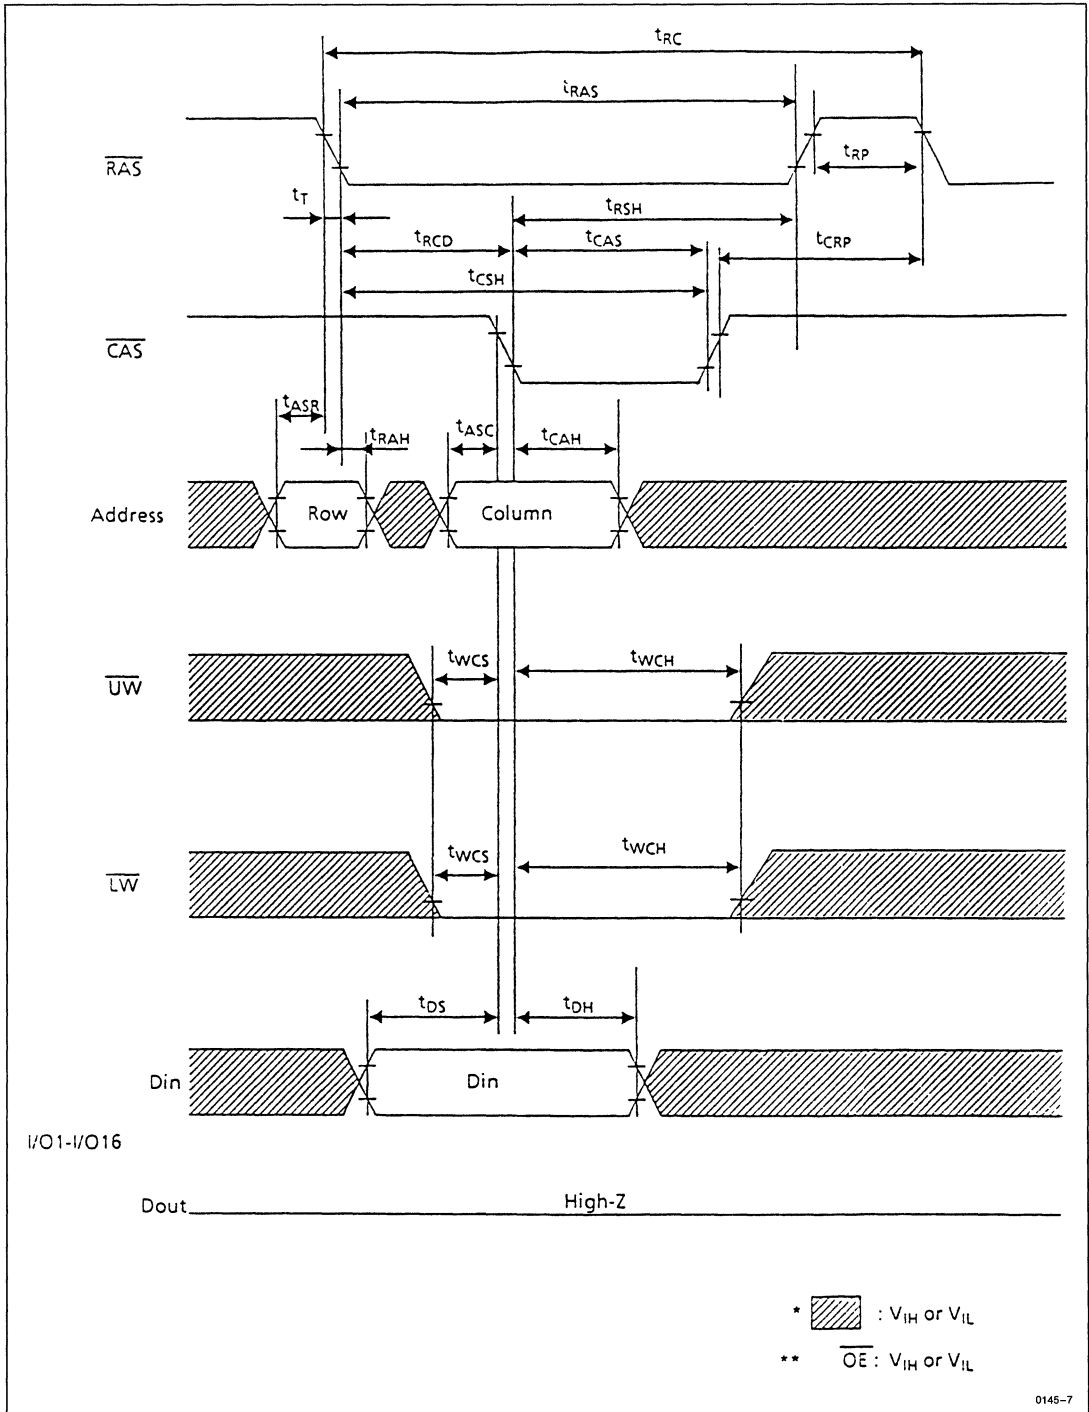 tRC
tRAS
RAS
tRP
tT
tRSH
tRCD
tCAS
tCRP
tCSH
CAS
tASR
tRAH
tASC
tCAH
Address
Row
Column
UW
tWCS
tWCH
LW
tWCS
tWCH
tDS
tDH
Din
Din
I/O1-I/O16
Dout
High-Z
* : VIH or VIL
** OE : VIH or VIL
0145-7